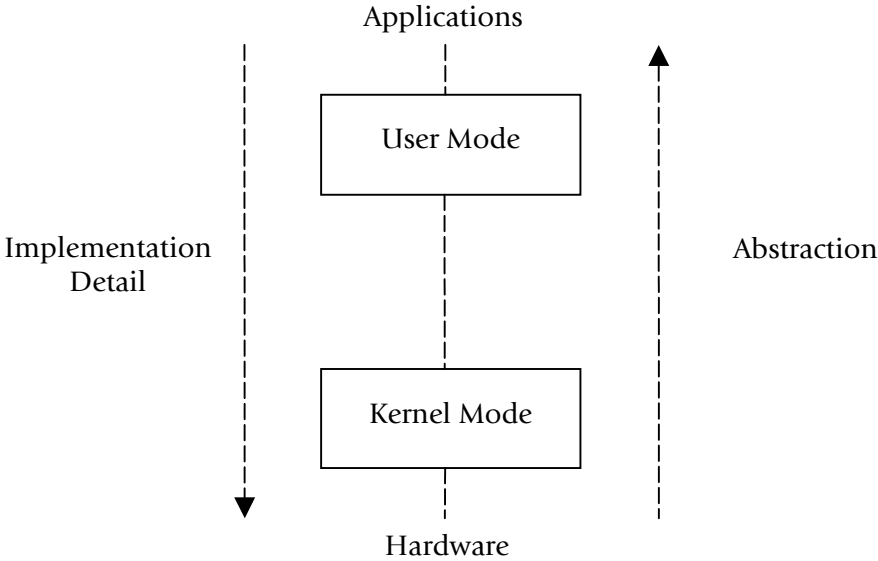 Applications
User Mode
Implementation
Detail
Abstraction
Kernel Mode
Hardware